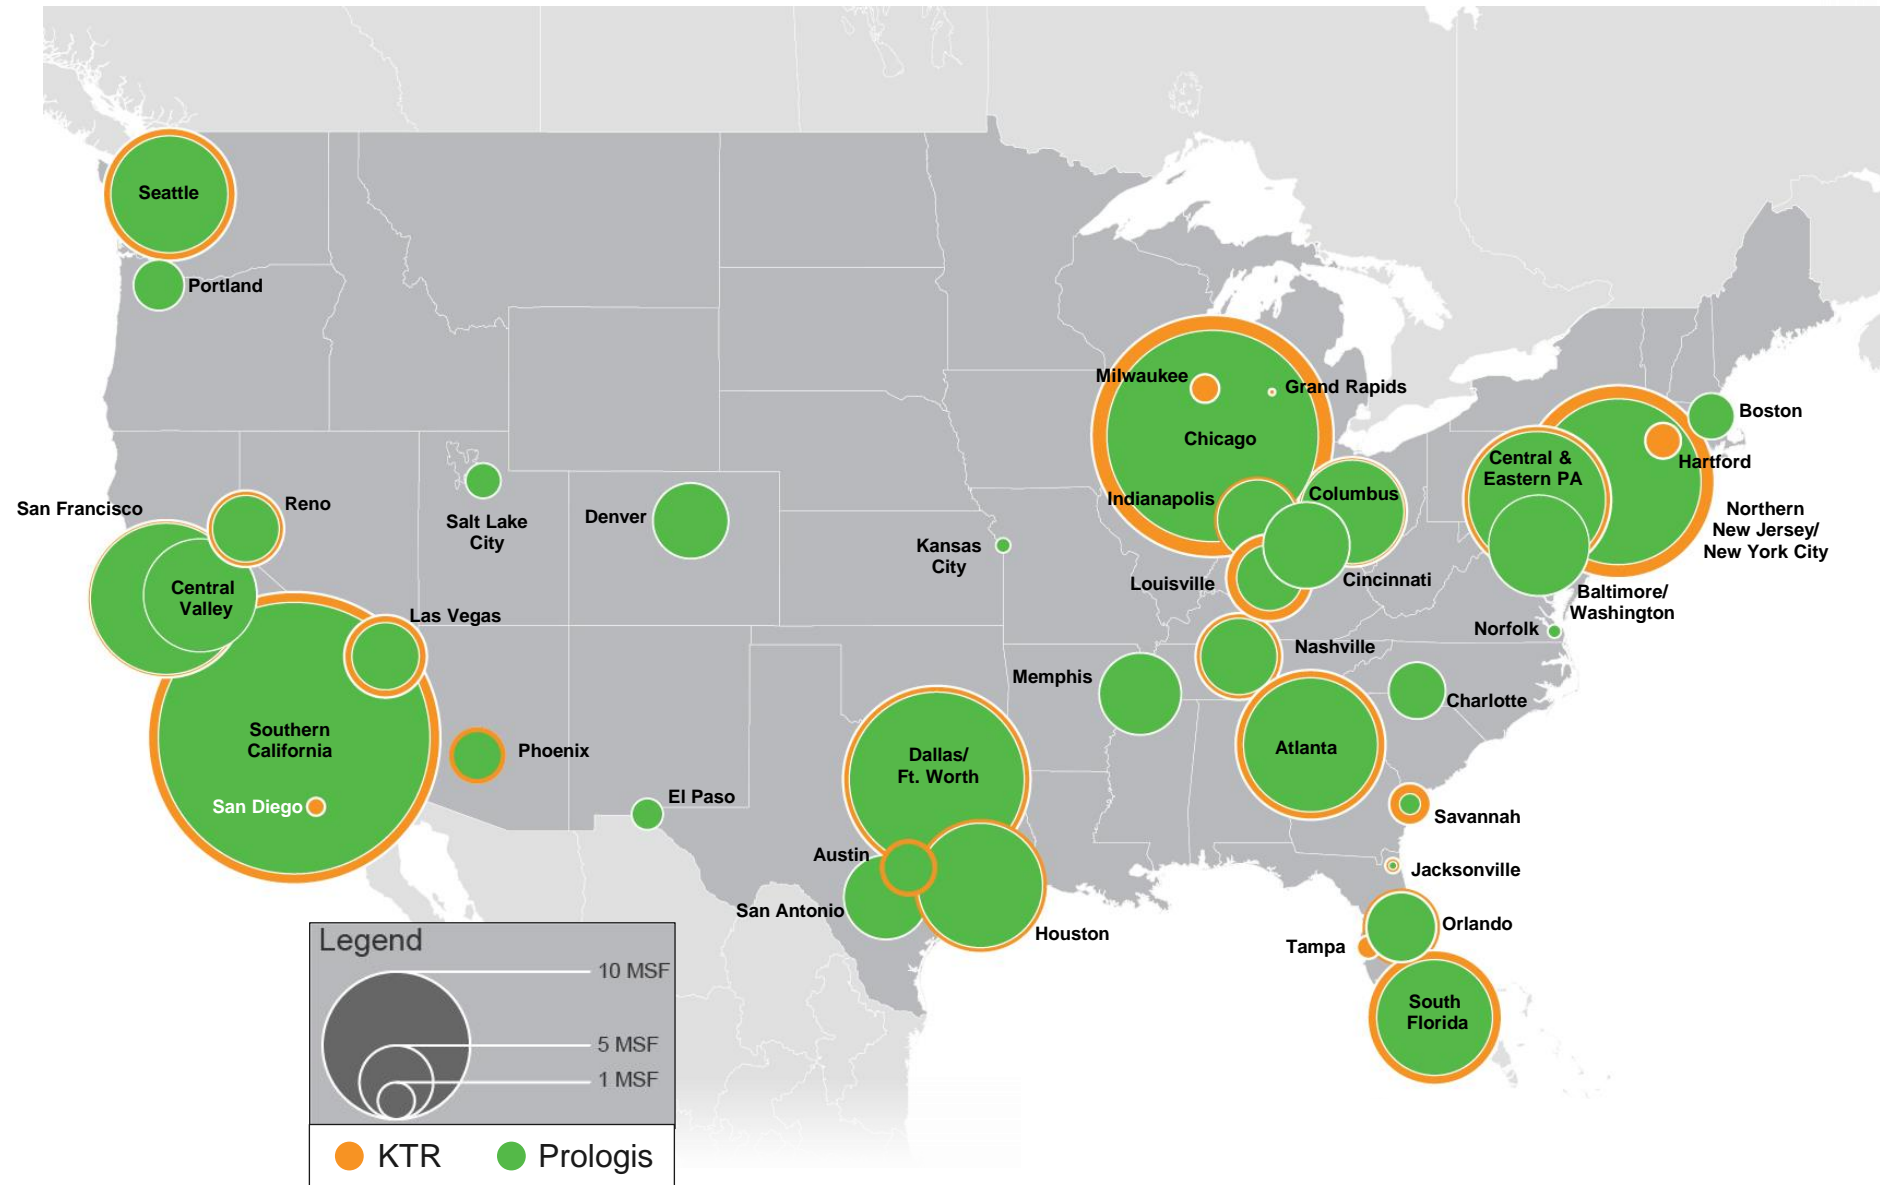 Seattle
Portland
Milwaukee
Grand Rapids
Chicago
Boston
Central &
Eastern PA
Hartford
Northern
New Jersey/
New York City
Indianapolis
Columbus
San Francisco
Reno
Salt Lake
City
Denver
Kansas
City
Louisville
Cincinnati
Baltimore/
Washington
Central
Valley
Las Vegas
Norfolk
Nashville
Memphis
Charlotte
Southern
California
Phoenix
Dallas/
Ft. Worth
Atlanta
San Diego
El Paso
Savannah
Austin
Jacksonville
San Antonio
Houston
Orlando
Tampa
South
Florida
Legend
10 MSF
5 MSF
1 MSF
KTR
Prologis